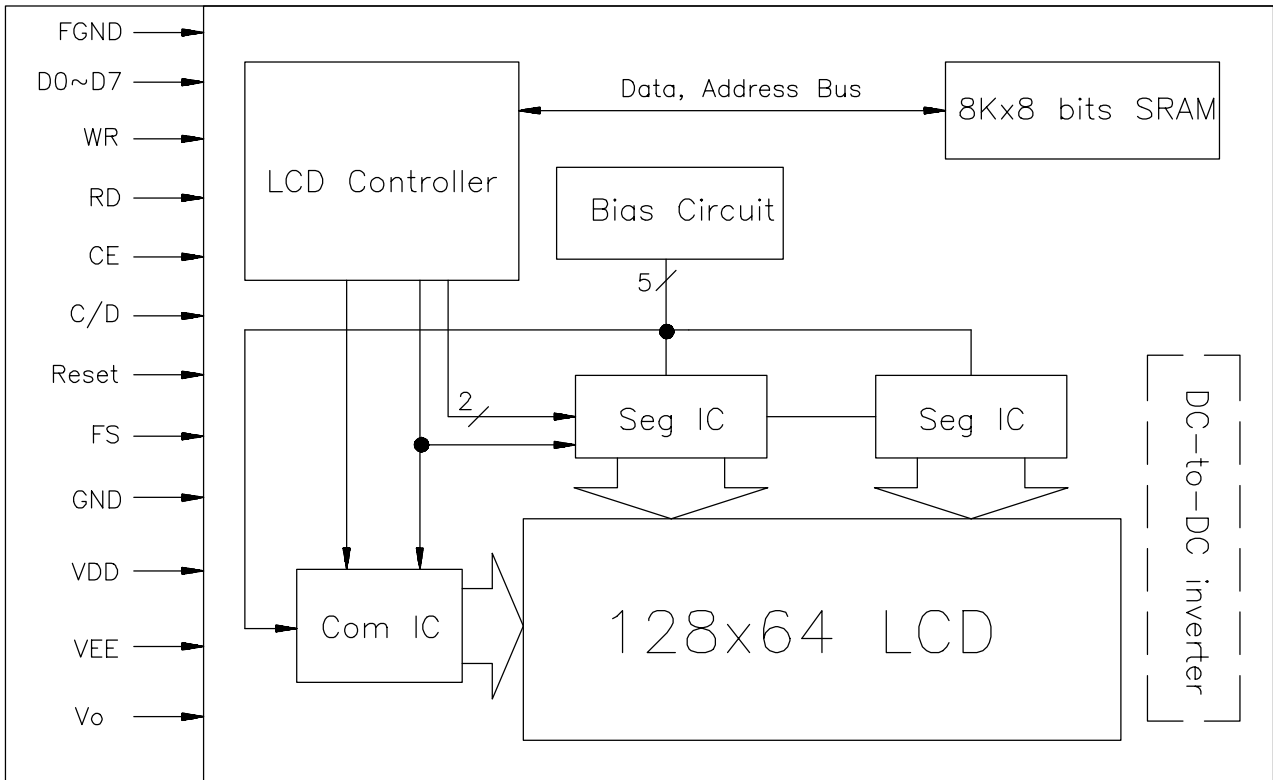 FGND
D0~D7
WR
RD
CE
C/D
Reset
FS
GND
VDD
VEE
Vo
LCD Controller
Data, Address Bus
8Kx8 bits SRAM
Bias Circuit
5
2
Seg IC
Seg IC
Com IC
128x64 LCD
DC-to-DC inverter